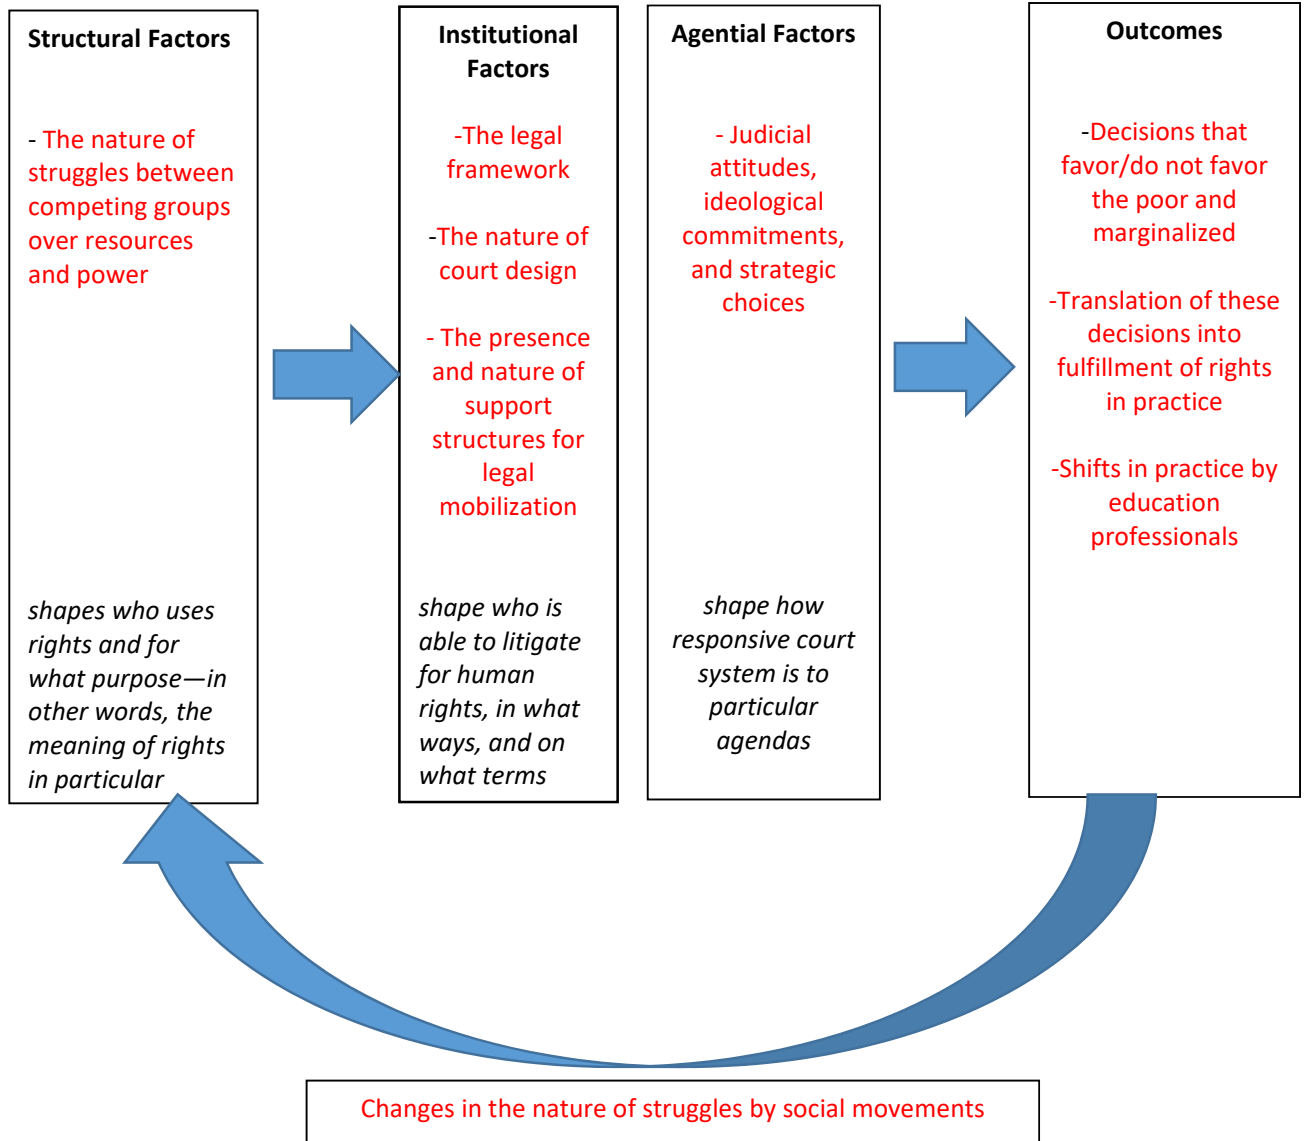 Structural Factors
- The nature of
struggles between
competing groups
over resources
and power
shapes who uses
rights and for
what purpose—in
other words, the
meaning of rights
in particular
Institutional
Factors
-The legal
framework
-The nature of
court design
- The presence
and nature of
support
structures for
legal
mobilization
shape who is
able to litigate
for human
rights, in what
ways, and on
what terms
Agential Factors
- Judicial
attitudes,
ideological
commitments,
and strategic
choices
shape how
responsive court
system is to
particular
agendas
Outcomes
-Decisions that
favor/do not favor
the poor and
marginalized
-Translation of these
decisions into
fulfillment of rights
in practice
-Shifts in practice by
education
professionals
Changes in the nature of struggles by social movements